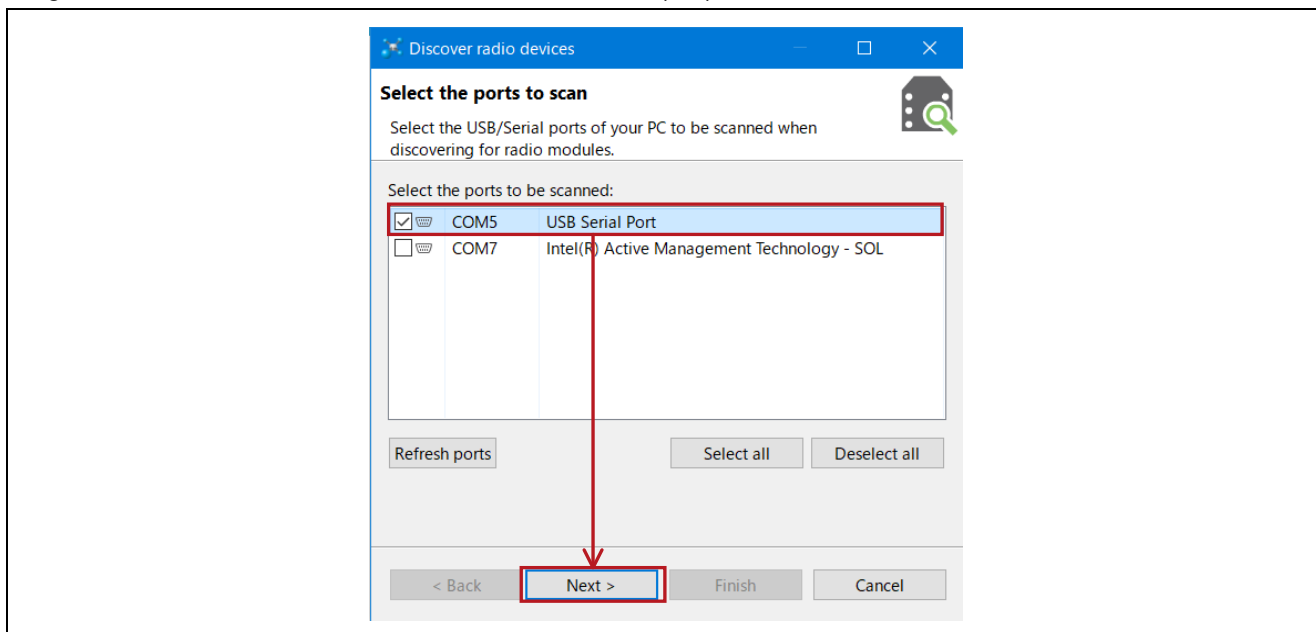 Discover radio devices
Select the ports to scan
Select the USB/Serial ports of your PC to be scanned when
discovering for radio modules.
Select the ports to be scanned:
COM5 USB Serial Port
COM7 Intel(R) Active Management Technology - SOL
Refresh ports Select all Deselect all
< Back Next > Finish Cancel